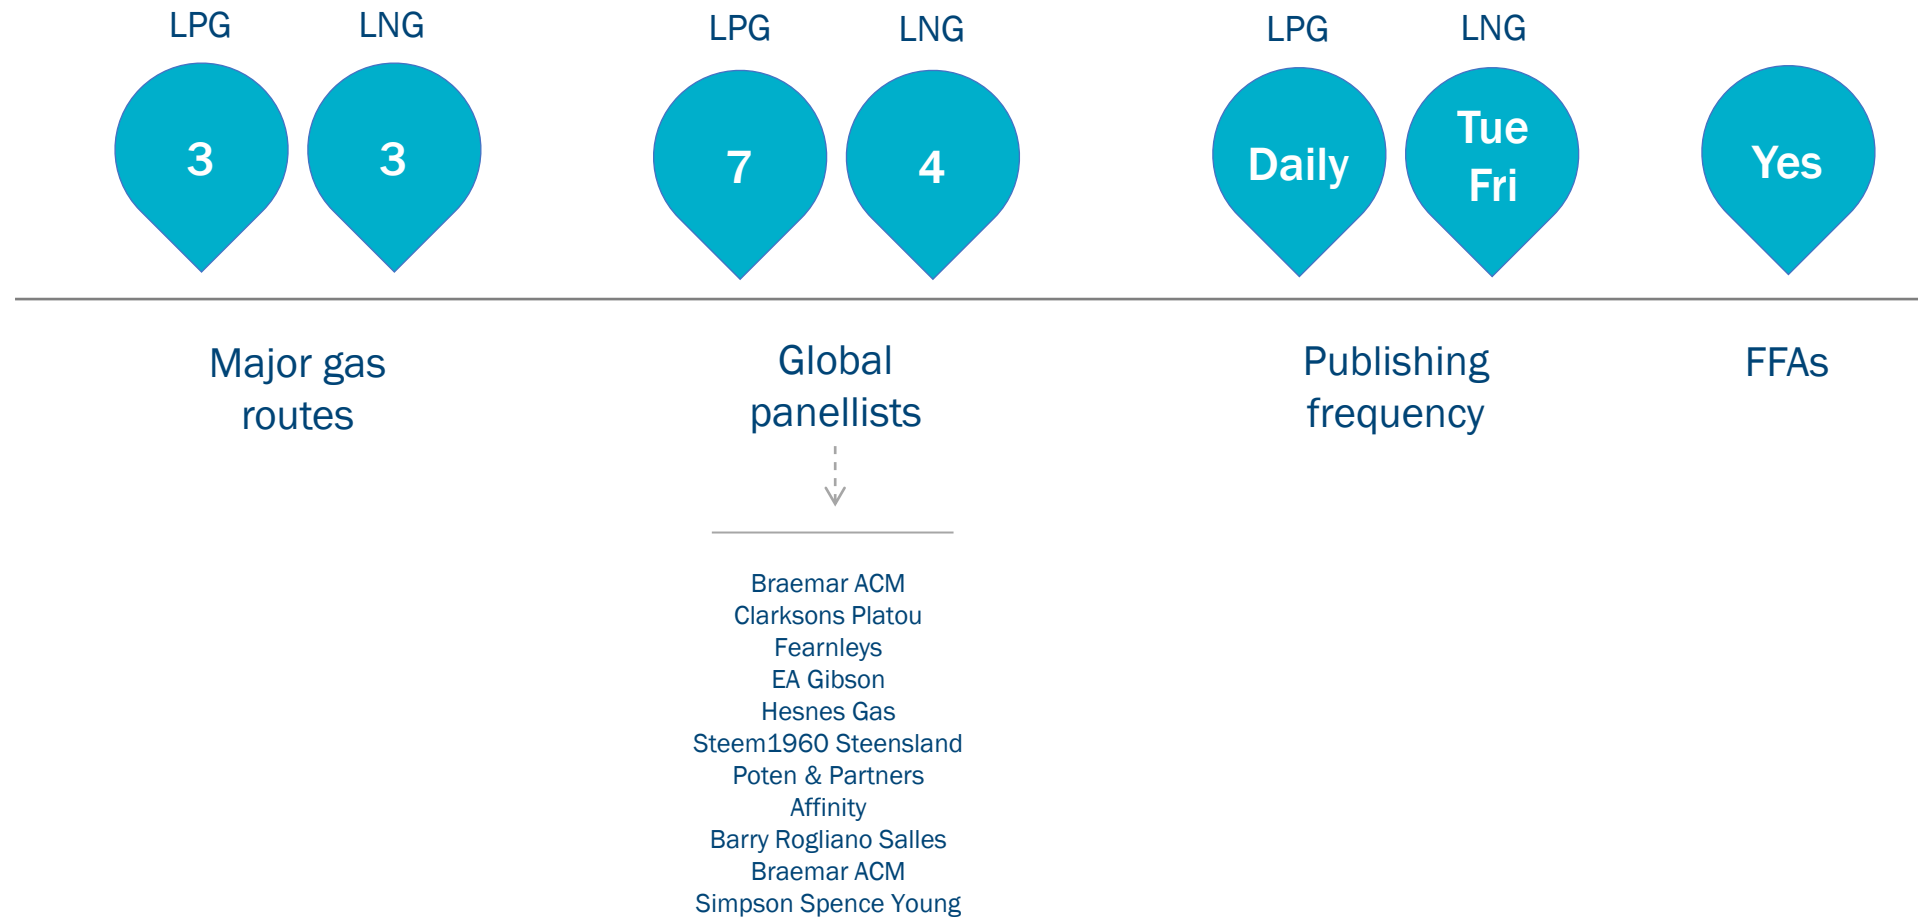 LPG
LNG
3
3
Major gas
routes
LPG
LNG
7
4
Global
panellists
Braemar ACM
Clarksons Platou
Fearnleys
EA Gibson
Hesnes Gas
Steem1960 Steensland
Poten & Partners
Affinity
Barry Rogliano Salles
Braemar ACM
Simpson Spence Young
LPG
LNG
Daily
Tue
Fri
Publishing
frequency
Yes
FFAs